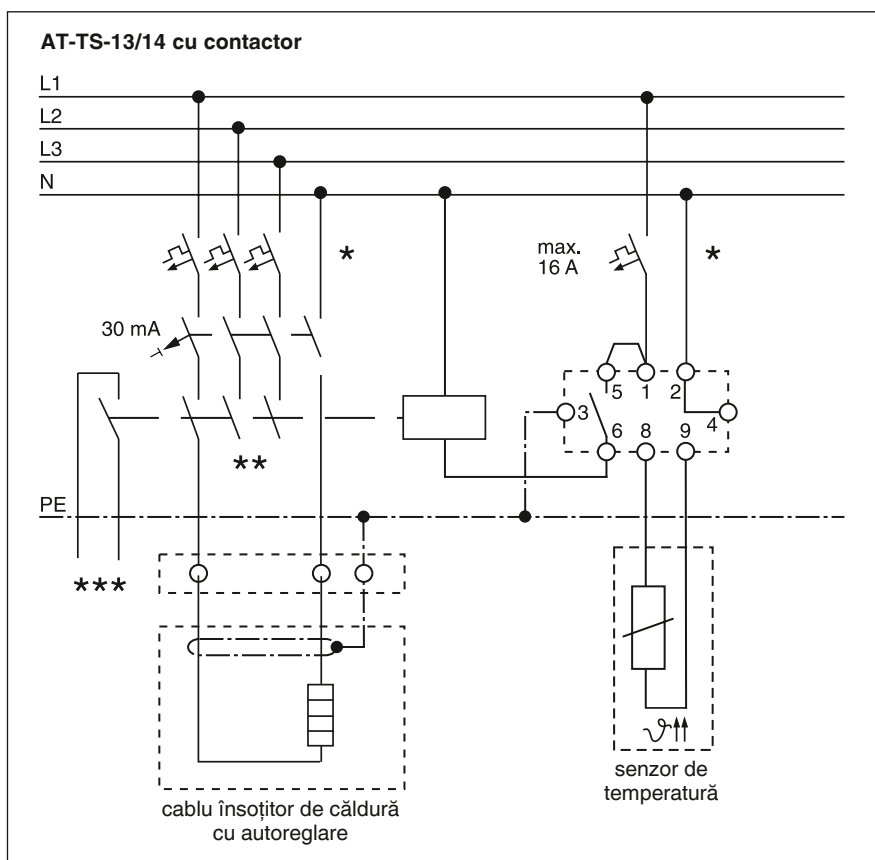 AT-TS-13/14 cu contactor
L1
L2
L3
N
*
max.
16 A
*
30 mA
5 1 2
3
4
6 8 9
**
PE
***
cablu însoțitor de căldură
cu autoreglare
ϑ
senzor de
temperatură